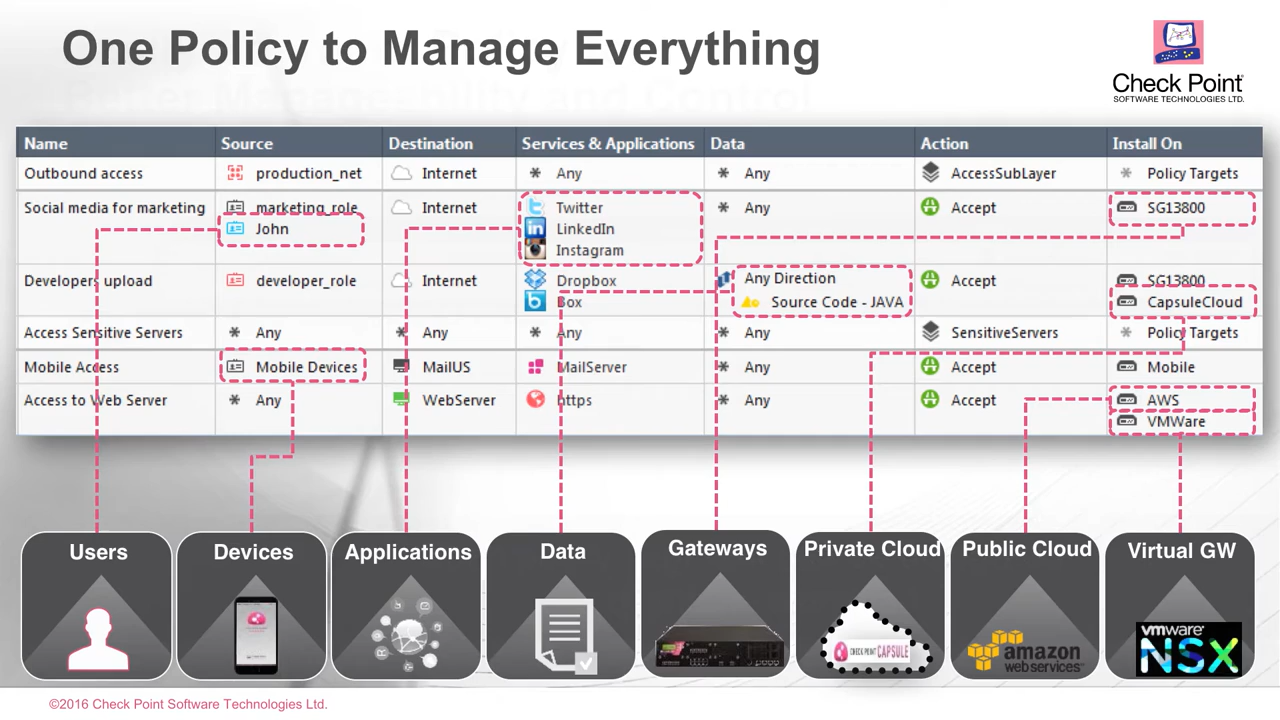 One Policy to Manage Everything
Check Point
SOFTWARE TECHNOLOGIES LTD.
Name Source Destination Services & Applications Data Action Install On
Outbound access production_net Internet Any Any AccessSubLayer Policy Targets
Social media for marketing marketing_role Internet Twitter Any Accept SG13800
John LinkedIn
Instagram
Developers upload developer_role Internet Dropbox Any Direction Accept SG13800
Box Source Code - JAVA CapsuleCloud
Access Sensitive Servers Any Any Any Any SensitiveServers Policy Targets
Mobile Access Mobile Devices MailUS MailServer Any Accept Mobile
Access to Web Server Any WebServer https Any Accept AWS
VMWare
Users Devices Applications Data Gateways Private Cloud Public Cloud Virtual GW
CHECK POINT CAPSULE
amazon
web services™
vmware®
NSX
©2016 Check Point Software Technologies Ltd.